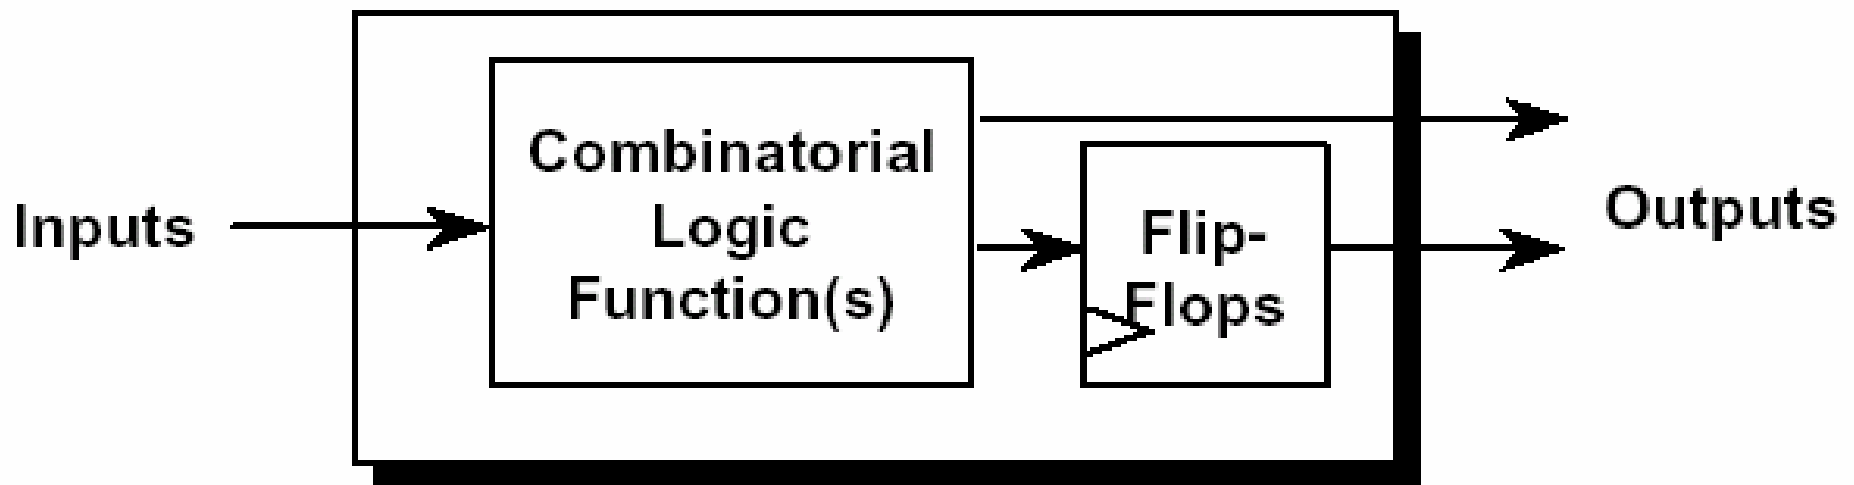 Inputs
Combinatorial
Logic
Function(s)
Flip-
Flops
Outputs